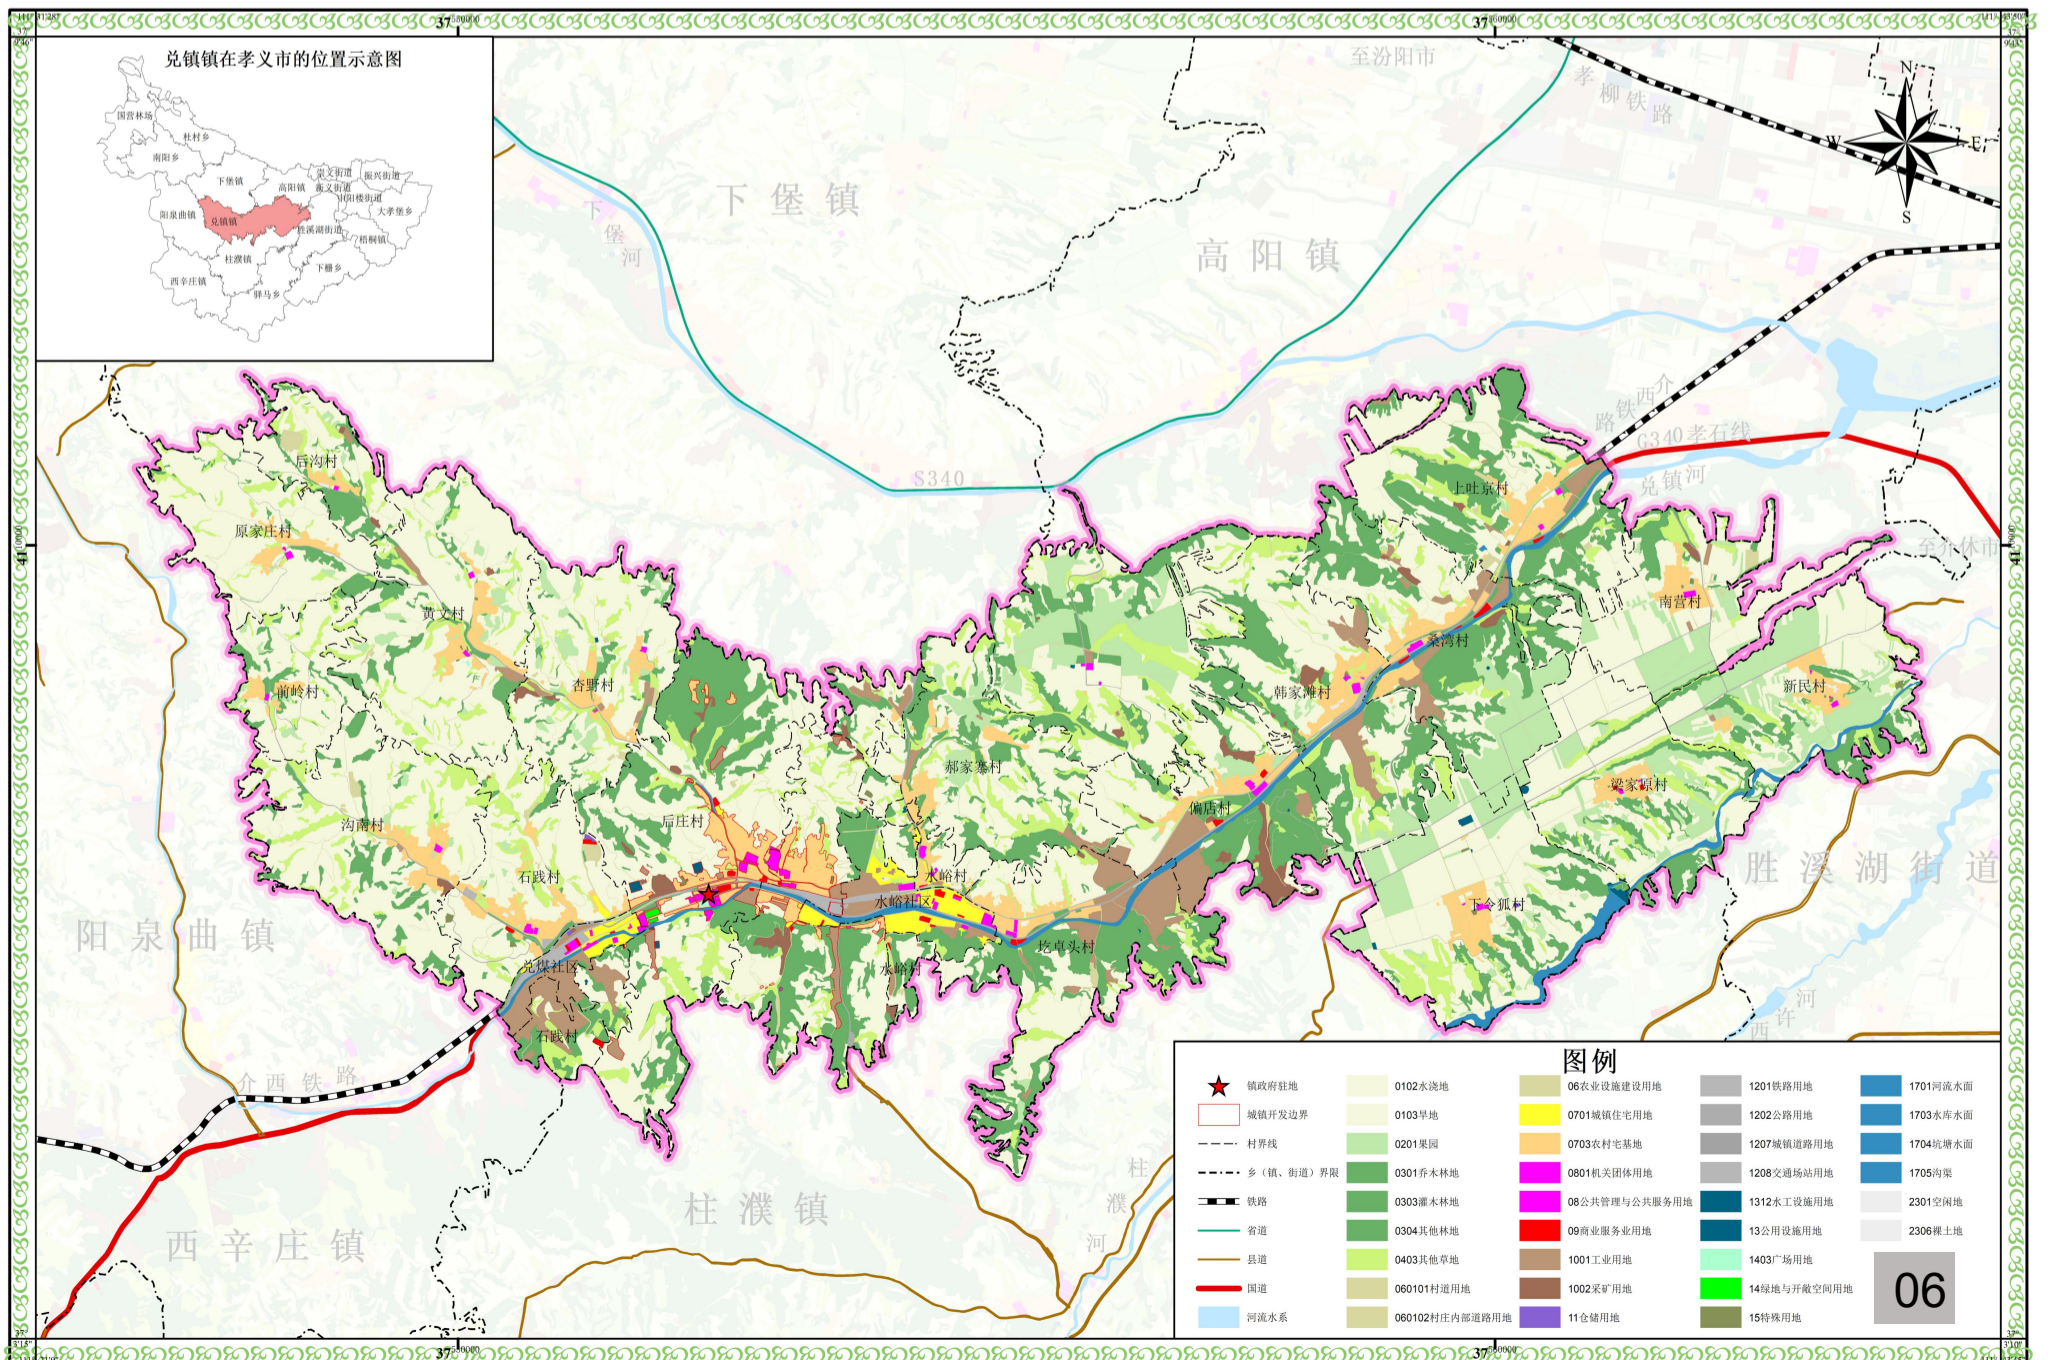 兑镇镇在孝义市的位置示意图
国营林场
杜村乡
南阳乡
下堡镇
高阳镇
崇文街道
振兴街道
新义街道
中阳楼街道
大孝堡乡
阳泉曲镇
兑镇镇
胜溪湖街道
梧桐镇
柱濮镇
下栅乡
西辛庄镇
驿马乡
37 550000
37 560000
至汾阳市
孝柳铁路
N
W
E
S
下堡镇
下堡河
高阳镇
S340
介西铁路
G340孝石线
兑镇河
至介休市
41 10000
后沟村
原家庄村
黄文村
前岭村
杏野村
上吐京村
南营村
桑湾村
韩家滩村
新民村
郝家寨村
偏店村
梁家原村
沟南村
后庄村
石践村
水峪村
水峪社区
下令狐村
圪卓头村
兑煤社区
水峪村
石践村
阳泉曲镇
胜溪湖街道
西许河
介西铁路
西辛庄镇
柱濮镇
柱濮河
图例
镇政府驻地
城镇开发边界
村界线
乡（镇、街道）界限
铁路
省道
县道
国道
河流水系
0102水浇地
0103旱地
0201果园
0301乔木林地
0303灌木林地
0304其他林地
0403其他草地
060101村道用地
060102村庄内部道路用地
06农业设施建设用地
0701城镇住宅用地
0703农村宅基地
0801机关团体用地
08公共管理与公共服务用地
09商业服务业用地
1001工业用地
1002采矿用地
11仓储用地
1201铁路用地
1202公路用地
1207城镇道路用地
1208交通场站用地
1312水工设施用地
13公用设施用地
1403广场用地
14绿地与开敞空间用地
15特殊用地
1701河流水面
1703水库水面
1704坑塘水面
1705沟渠
2301空闲地
2306裸土地
06
37 550000
37 560000